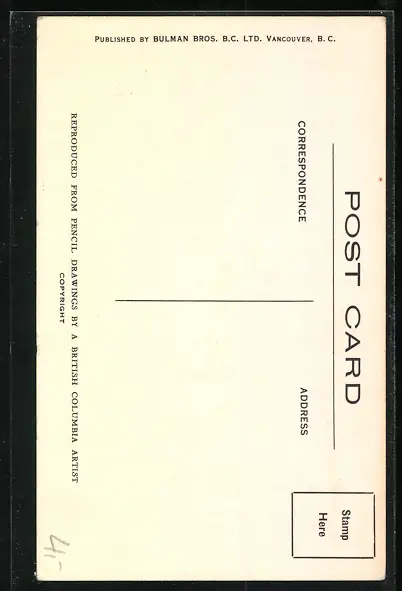 PUBLISHED BY BULMAN BROS. B.C. LTD. VANCOUVER, B.C.
POST CARD
CORRESPONDENCE
ADDRESS
Stamp
Here
REPRODUCED FROM PENCIL DRAWINGS BY A BRITISH COLUMBIA ARTIST
COPYRIGHT
4,-